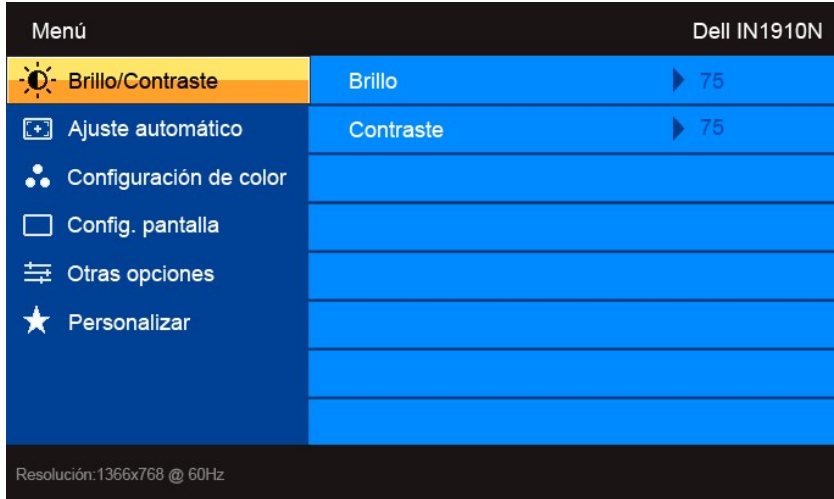 Menú Dell IN1910N
Brillo/Contraste Brillo 75
Ajuste automático Contraste 75
Configuración de color
Config. pantalla
Otras opciones
Personalizar
Resolución:1366x768 @ 60Hz